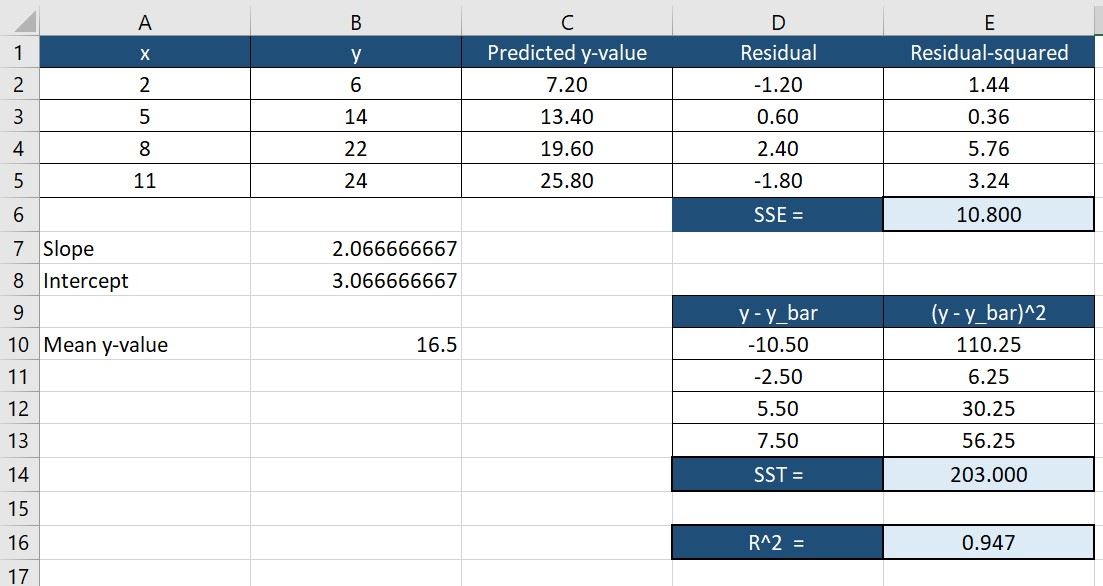 A B C D E
1 x y Predicted y-value Residual Residual-squared
2 2 6 7.20 -1.20 1.44
3 5 14 13.40 0.60 0.36
4 8 22 19.60 2.40 5.76
5 11 24 25.80 -1.80 3.24
6 SSE = 10.800
7 Slope 2.066666667
8 Intercept 3.066666667
9 y - y_bar (y - y_bar)^2
10 Mean y-value 16.5 -10.50 110.25
11 -2.50 6.25
12 5.50 30.25
13 7.50 56.25
14 SST = 203.000
15
16 R^2 = 0.947
17